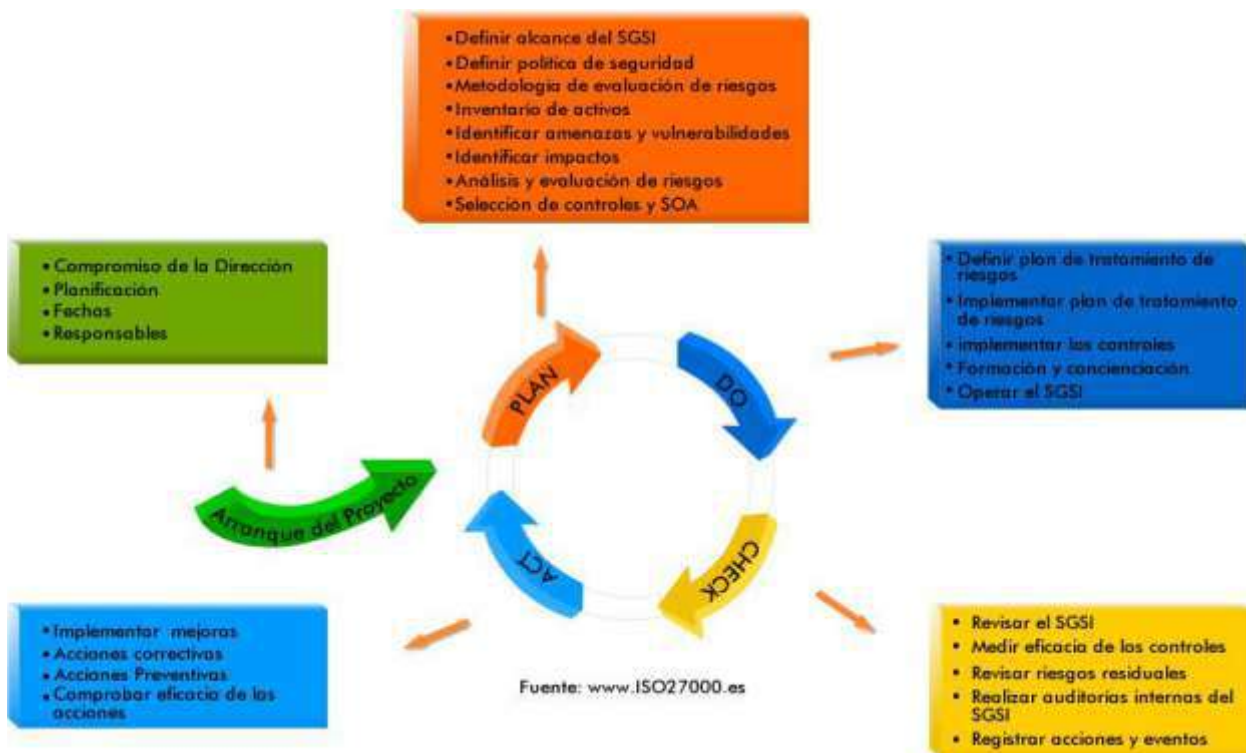 •Definir alcance del SGSI
•Definir política de seguridad
•Metodología de evaluación de riesgos
•Inventario de activos
•Identificar amenazas y vulnerabilidades
•Identificar impactos
•Análisis y evaluación de riesgos
•Selección de controles y SOA
•Compromiso de la Dirección
•Planificación
•Fechas
•Responsables
•Definir plan de tratamiento de
riesgos
•Implementar plan de tratamiento
de riesgos
•implementar los controles
•Formación y concienciación
•Operar el SGSI
PLAN
DO
Arranque del Proyecto
ACT
CHECK
•Implementar mejoras
•Acciones correctivas
•Acciones Preventivas
•Comprobar eficacia de las
acciones
Fuente: www.ISO27000.es
• Revisar el SGSI
• Medir eficacia de los controles
• Revisar riesgos residuales
• Realizar auditorías internas del
SGSI
• Registrar acciones y eventos